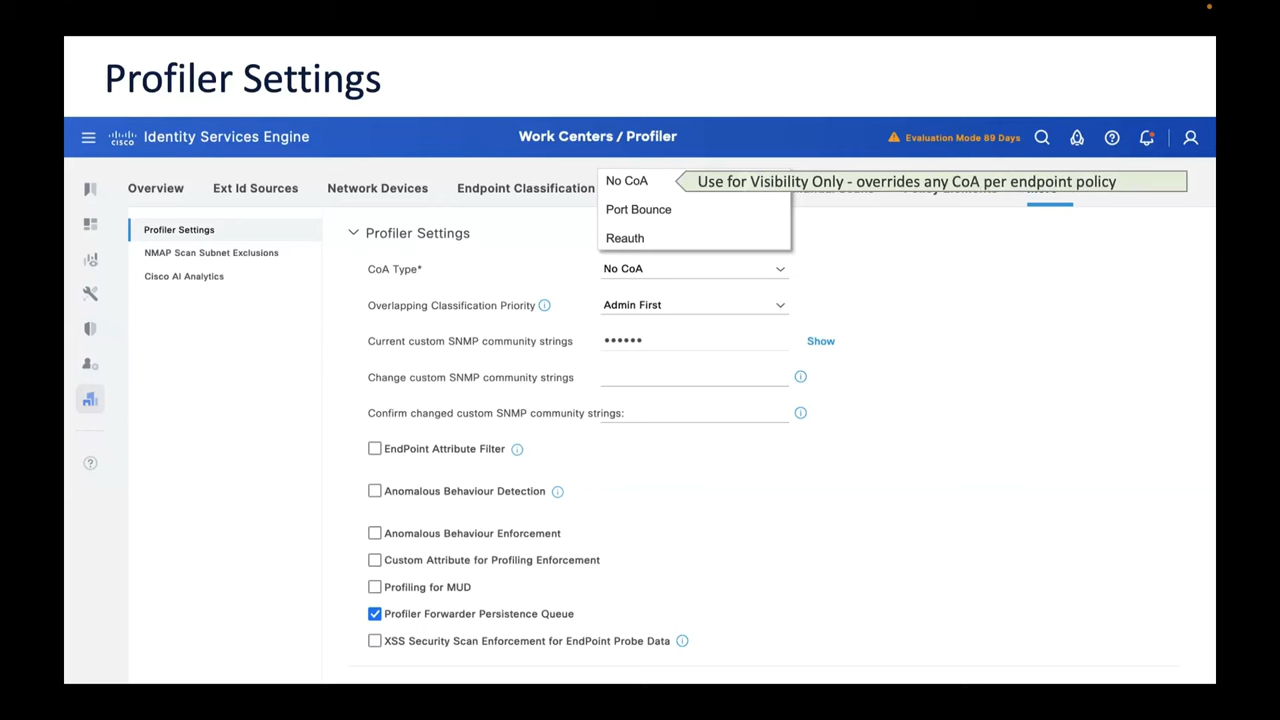 Profiler Settings
cisco Identity Services Engine
Work Centers / Profiler
Evaluation Mode 89 Days
Overview Ext Id Sources Network Devices Endpoint Classification
No CoA
Use for Visibility Only - overrides any CoA per endpoint policy
Port Bounce
Reauth
Profiler Settings
NMAP Scan Subnet Exclusions
Cisco AI Analytics
Profiler Settings
CoA Type* No CoA
Overlapping Classification Priority Admin First
Current custom SNMP community strings •••••• Show
Change custom SNMP community strings
Confirm changed custom SNMP community strings:
EndPoint Attribute Filter
Anomalous Behaviour Detection
Anomalous Behaviour Enforcement
Custom Attribute for Profiling Enforcement
Profiling for MUD
Profiler Forwarder Persistence Queue
XSS Security Scan Enforcement for EndPoint Probe Data